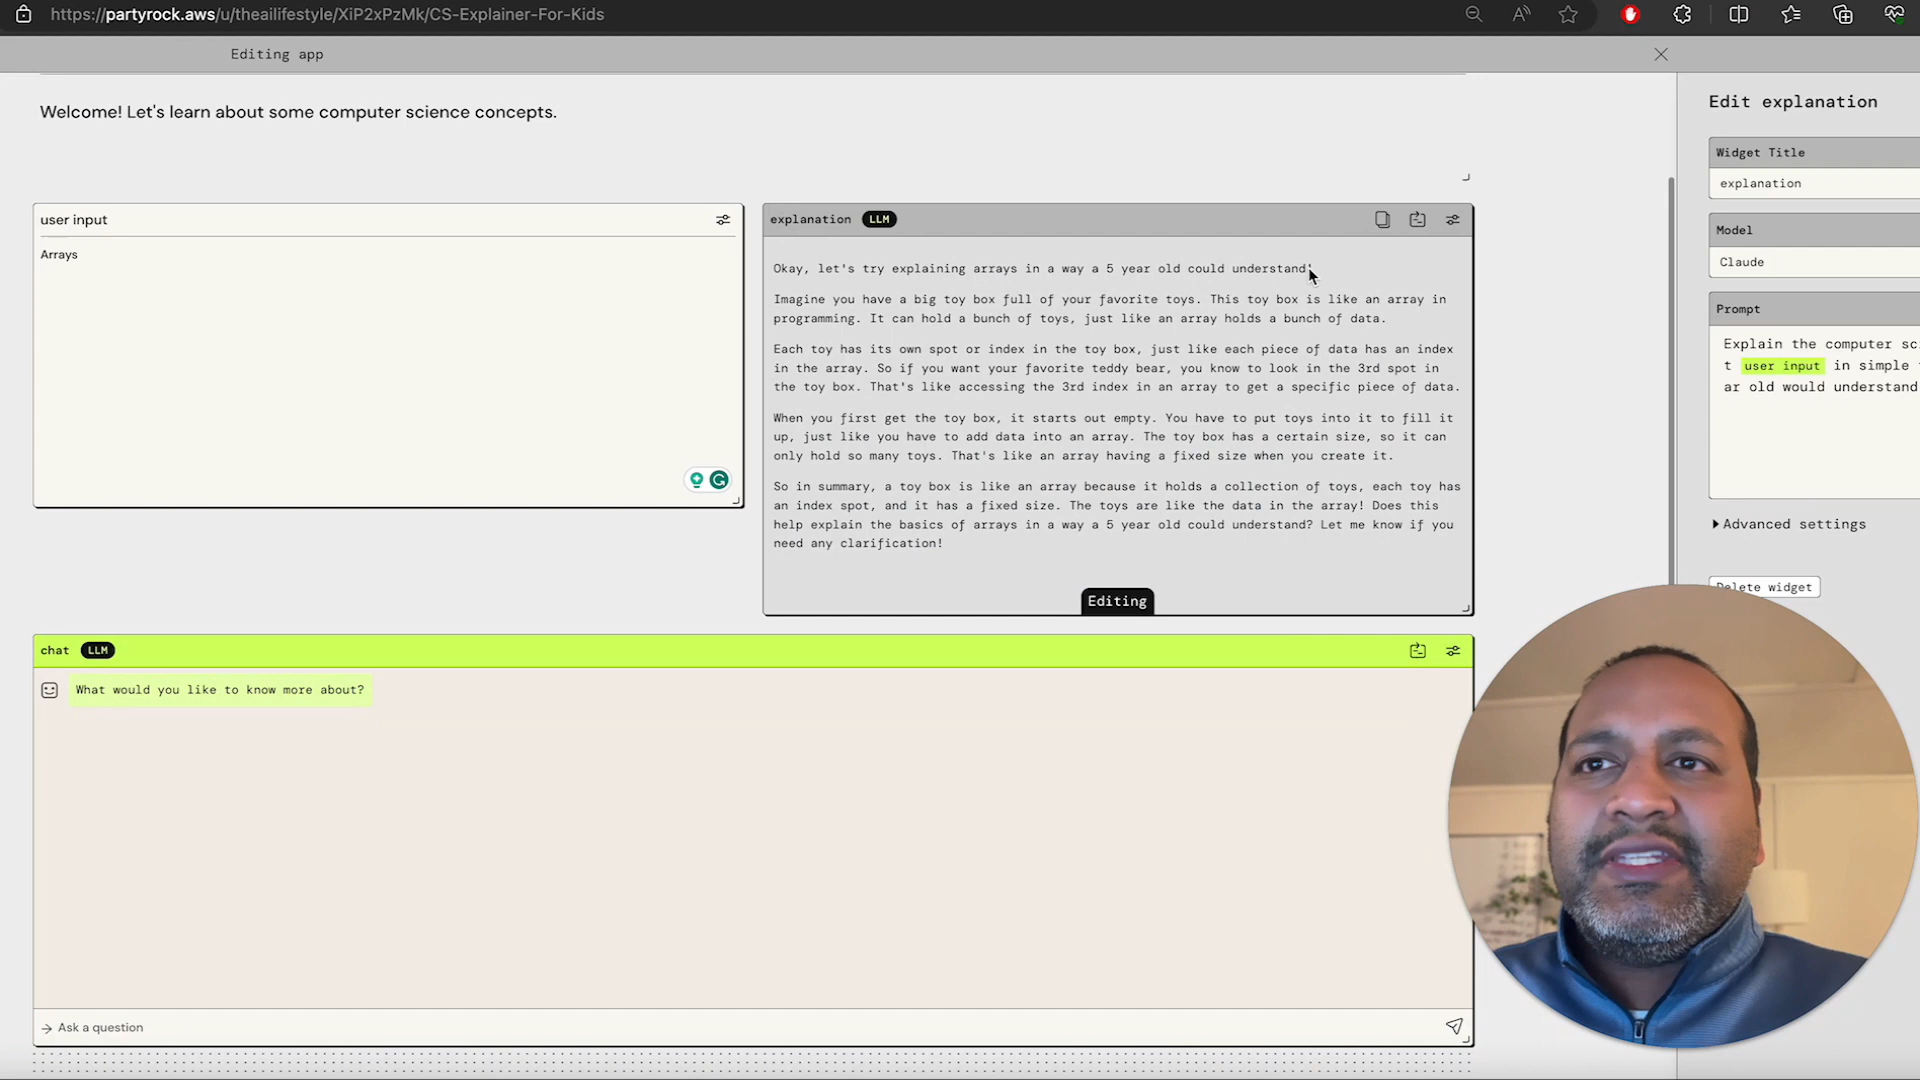 https://partyrock.aws/u/theailifestyle/XiP2xPzMk/CS-Explainer-For-Kids
Editing app
Welcome! Let's learn about some computer science concepts.
user input
Arrays
explanation LLM
Okay, let's try explaining arrays in a way a 5 year old could understand!
Imagine you have a big toy box full of your favorite toys. This toy box is like an array in
programming. It can hold a bunch of toys, just like an array holds a bunch of data.
Each toy has its own spot or index in the toy box, just like each piece of data has an index
in the array. So if you want your favorite teddy bear, you know to look in the 3rd spot in
the toy box. That's like accessing the 3rd index in an array to get a specific piece of data.
When you first get the toy box, it starts out empty. You have to put toys into it to fill it
up, just like you have to add data into an array. The toy box has a certain size, so it can
only hold so many toys. That's like an array having a fixed size when you create it.
So in summary, a toy box is like an array because it holds a collection of toys, each toy has
an index spot, and it has a fixed size. The toys are like the data in the array! Does this
help explain the basics of arrays in a way a 5 year old could understand? Let me know if you
need any clarification!
Editing
chat LLM
What would you like to know more about?
Ask a question
Edit explanation
Widget Title
explanation
Model
Claude
Prompt
Explain the computer sc
t user input in simple
ar old would understand
Advanced settings
Delete widget